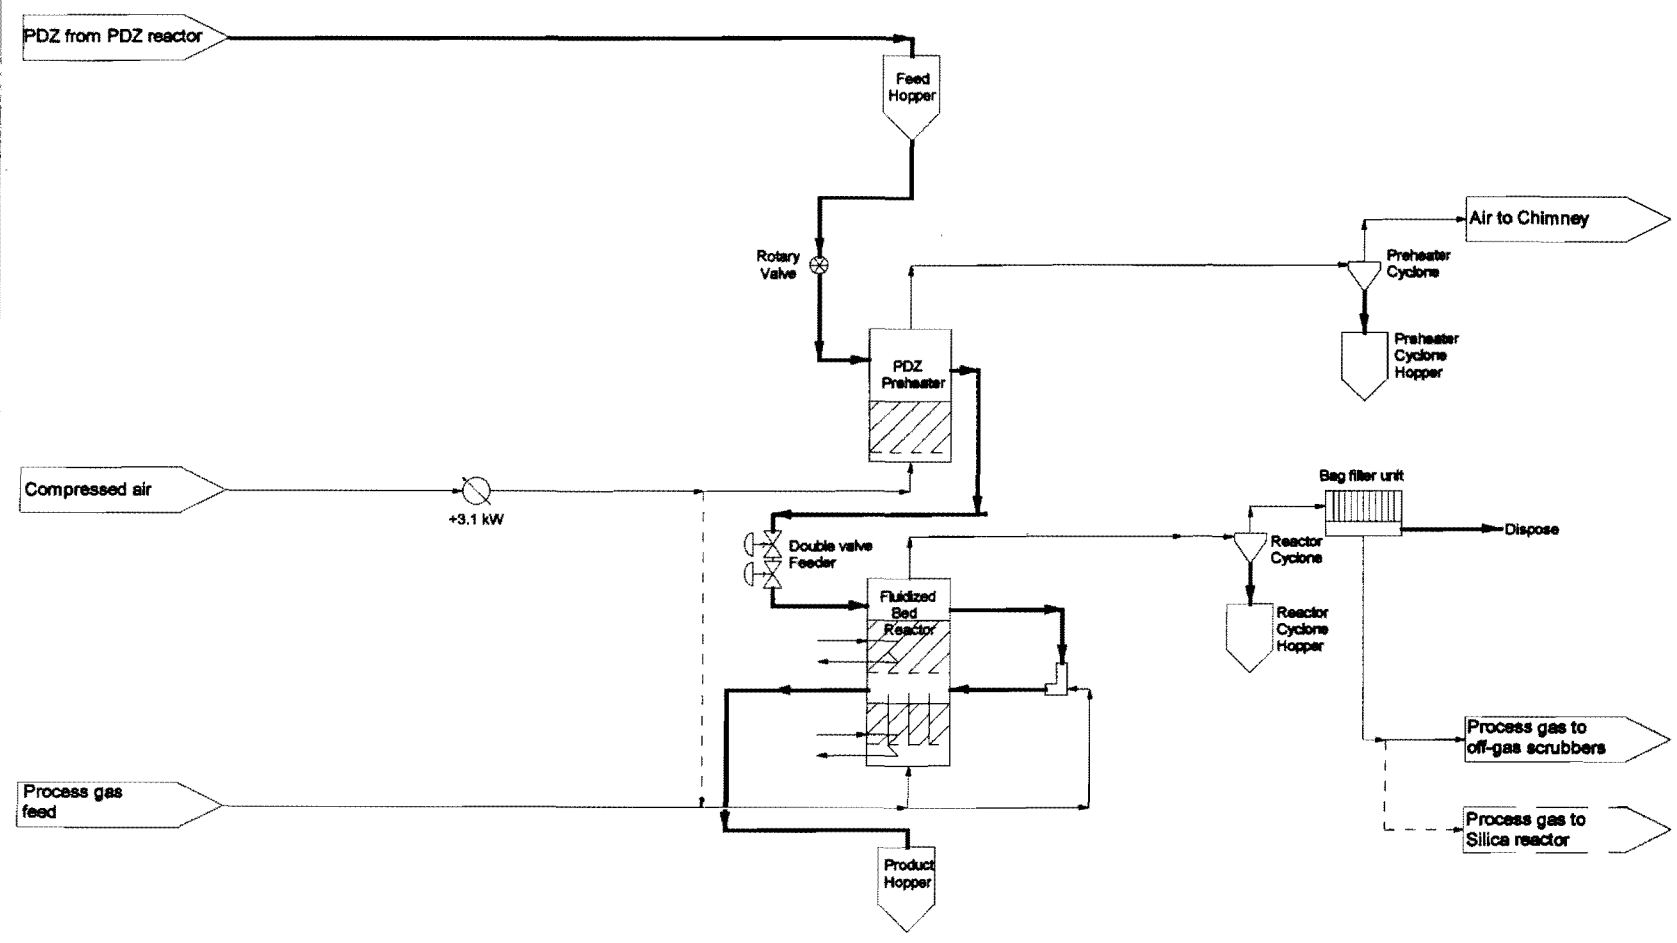 PDZ from PDZ reactor
Feed
Hopper
Air to Chimney
Rotary
Valve
Preheater
Cyclone
PDZ
Preheater
Preheater
Cyclone
Hopper
Compressed air
+3.1 kW
Bag filter unit
Dispose
Double valve
Feeder
Reactor
Cyclone
Fluidized
Bed
Reactor
Reactor
Cyclone
Hopper
Process gas to
off-gas scrubbers
Process gas
feed
Process gas to
Silica reactor
Product
Hopper